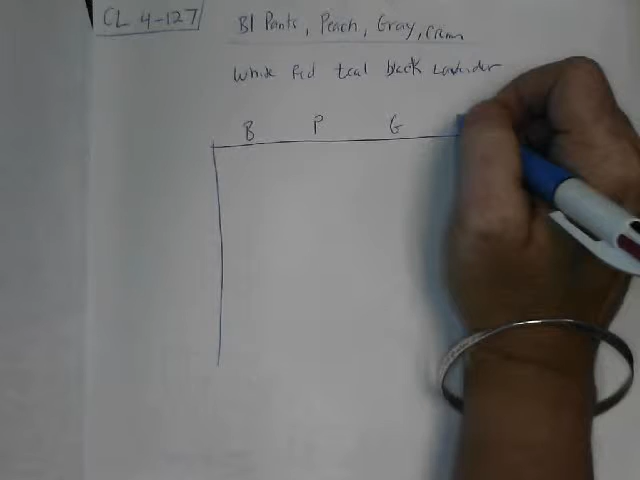 CL 4-127
Bl Pants, Peach, Gray, Cream
White Red teal black Lavender
B P G